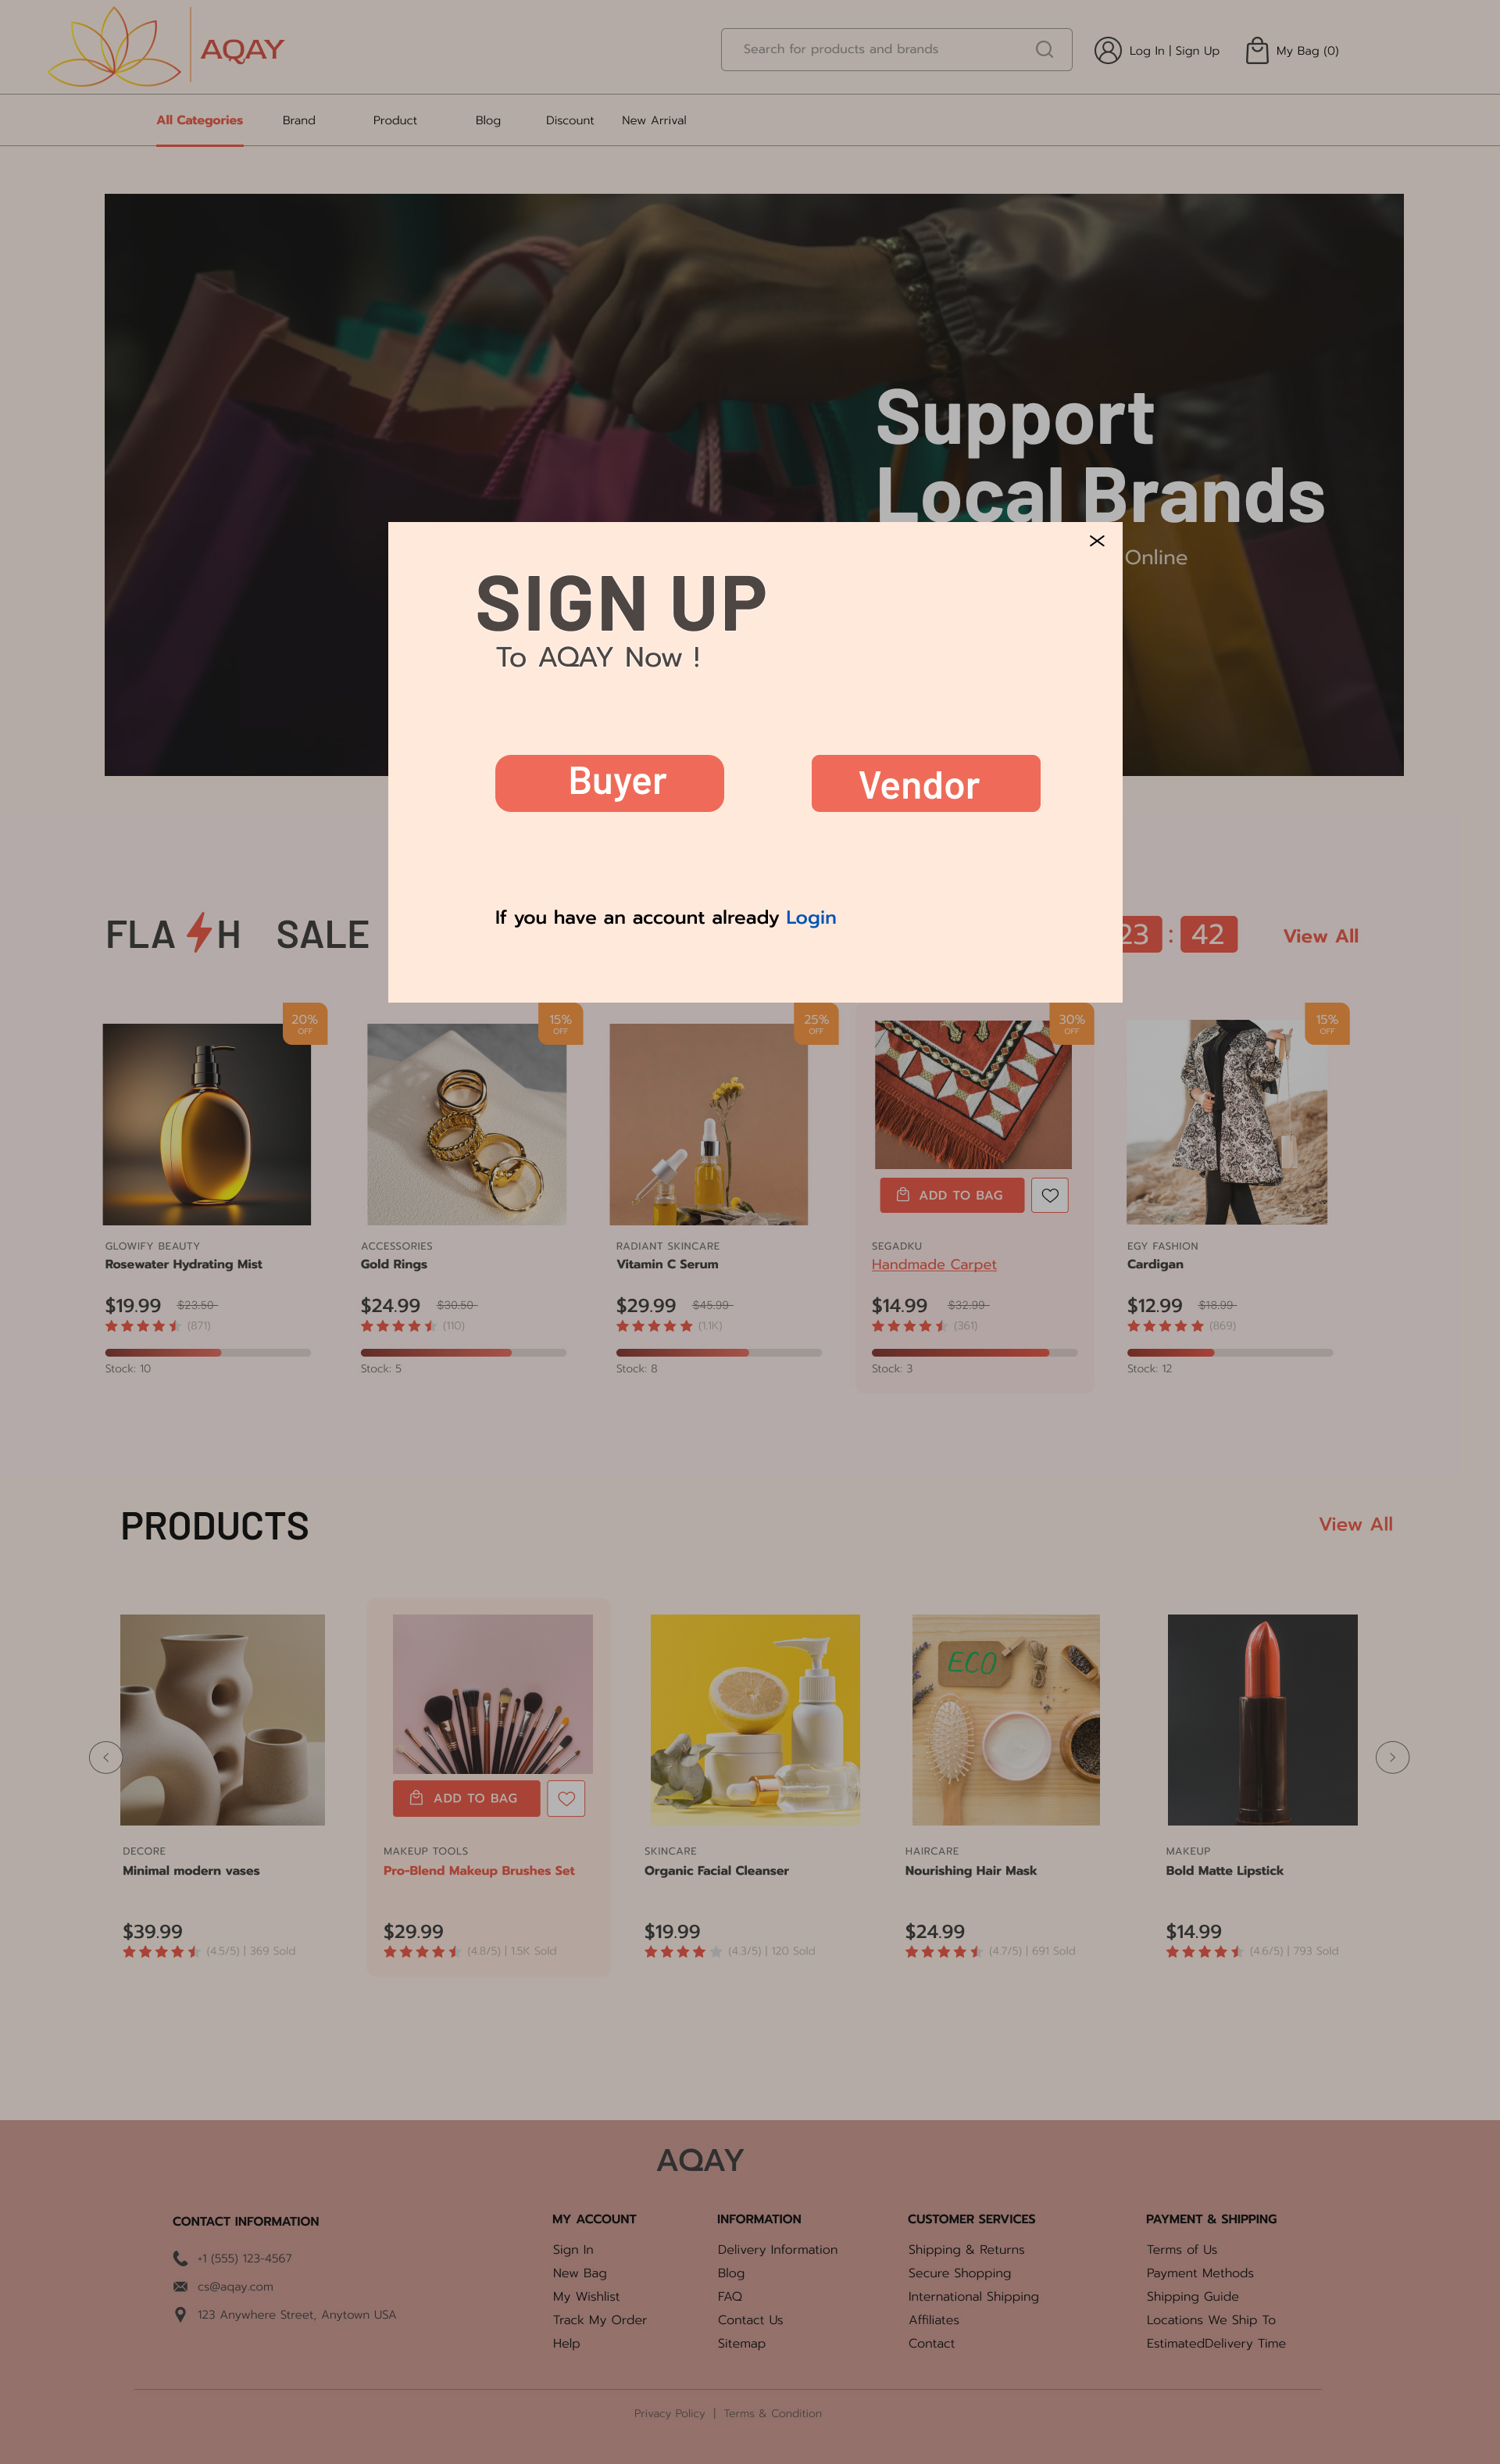 AQAY
Search for products and brands
Log In | Sign Up
My Bag (0)
All Categories
Brand
Product
Blog
Discount
New Arrival
Support
Local Brands
Online
SIGN UP
To AQAY Now !
Buyer
Vendor
If you have an account already Login
FLA H SALE
23 : 42
View All
20%
OFF
15%
OFF
25%
OFF
30%
OFF
15%
OFF
ADD TO BAG
GLOWIFY BEAUTY
Rosewater Hydrating Mist
$19.99 $23.50
(871)
Stock: 10
ACCESSORIES
Gold Rings
$24.99 $30.50
(110)
Stock: 5
RADIANT SKINCARE
Vitamin C Serum
$29.99 $45.99
(1.1K)
Stock: 8
SEGADKU
Handmade Carpet
$14.99 $32.99
(361)
Stock: 3
EGY FASHION
Cardigan
$12.99 $18.99
(869)
Stock: 12
PRODUCTS
View All
ECO
ADD TO BAG
DECORE
Minimal modern vases
$39.99
(4.5/5) | 369 Sold
MAKEUP TOOLS
Pro-Blend Makeup Brushes Set
$29.99
(4.8/5) | 1.5K Sold
SKINCARE
Organic Facial Cleanser
$19.99
(4.3/5) | 120 Sold
HAIRCARE
Nourishing Hair Mask
$24.99
(4.7/5) | 691 Sold
MAKEUP
Bold Matte Lipstick
$14.99
(4.6/5) | 793 Sold
AQAY
CONTACT INFORMATION
+1 (555) 123-4567
cs@aqay.com
123 Anywhere Street, Anytown USA
MY ACCOUNT
Sign In
New Bag
My Wishlist
Track My Order
Help
INFORMATION
Delivery Information
Blog
FAQ
Contact Us
Sitemap
CUSTOMER SERVICES
Shipping & Returns
Secure Shopping
International Shipping
Affiliates
Contact
PAYMENT & SHIPPING
Terms of Us
Payment Methods
Shipping Guide
Locations We Ship To
EstimatedDelivery Time
Privacy Policy | Terms & Condition